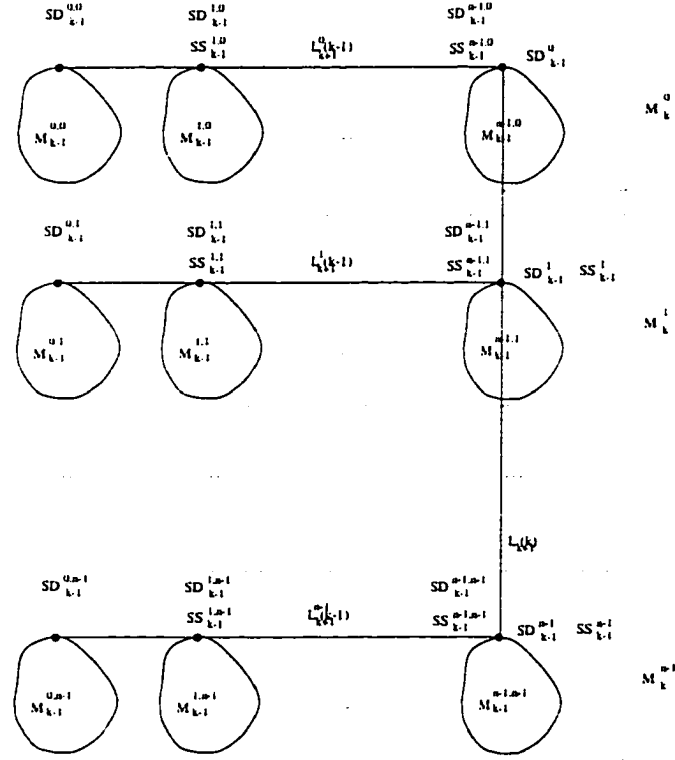 SD^{0,0}_{k-1} SD^{1,0}_{k-1} SD^{n-1,0}_{k-1}
SS^{1,0}_{k-1} L^{0}_{k+1}(k-1) SS^{n-1,0}_{k-1} SD^{0}_{k-1}
M^{0,0}_{k-1} M^{1,0}_{k-1} M^{n-1,0}_{k-1} M^{0}_{k}
SD^{0,1}_{k-1} SD^{1,1}_{k-1} SD^{n-1,1}_{k-1}
SS^{1,1}_{k-1} L^{1}_{k+1}(k-1) SS^{n-1,1}_{k-1} SD^{1}_{k-1} SS^{1}_{k-1}
M^{0,1}_{k-1} M^{1,1}_{k-1} M^{n-1,1}_{k-1} M^{1}_{k}
... ...
L_{k+1}(k)
SD^{0,n-1}_{k-1} SD^{1,n-1}_{k-1} SD^{n-1,n-1}_{k-1}
SS^{1,n-1}_{k-1} L^{n-1}_{k+1}(k-1) SS^{n-1,n-1}_{k-1} SD^{n-1}_{k-1} SS^{n-1}_{k-1}
M^{0,n-1}_{k-1} M^{1,n-1}_{k-1} M^{n-1,n-1}_{k-1} M^{n-1}_{k}